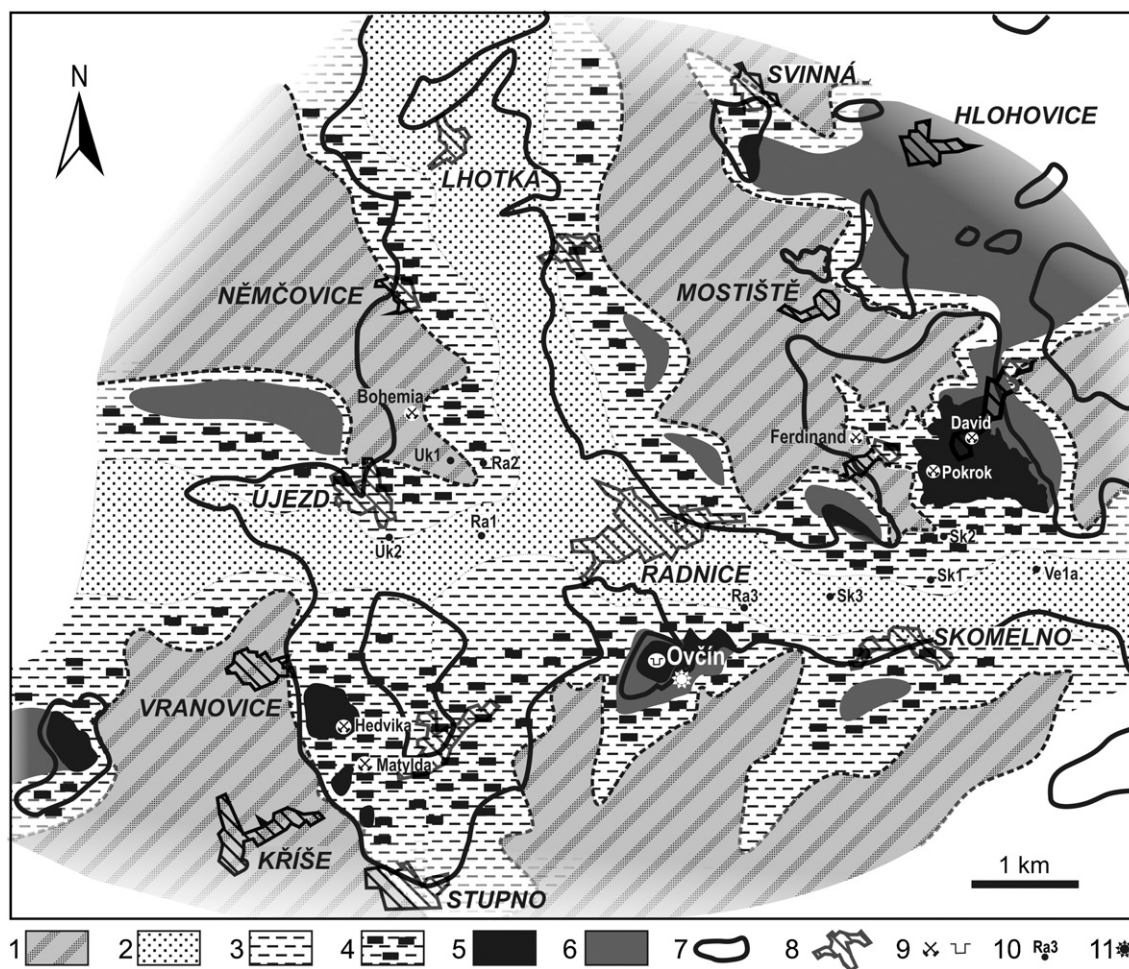 N
SVINNÁ
HLOHOVICE
LHOTKA
NĚMČOVICE
MOSTIŠTĚ
Bohemia
David
Ferdinand
Uk1
Ra2
Pokrok
ÚJEZD
Ra1
Uk2
Sk2
RADNICE
Sk1
Ve1a
Ra3
Sk3
SKOMELNO
Ovčín
VRANOVICE
Hedvika
Matylda
KŘÍŠE
1 km
STUPNO
1 2 3 4 5 6 7 8 9 10 Ra3 11